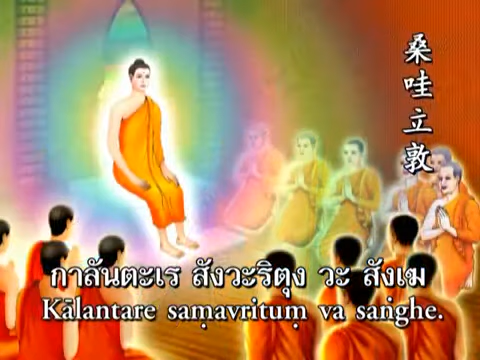 桑哇立敦
กาลันตะเร สังวะริตุง วะ สังเฆ
Kālantare saṃavrituṃ va saṅghe.